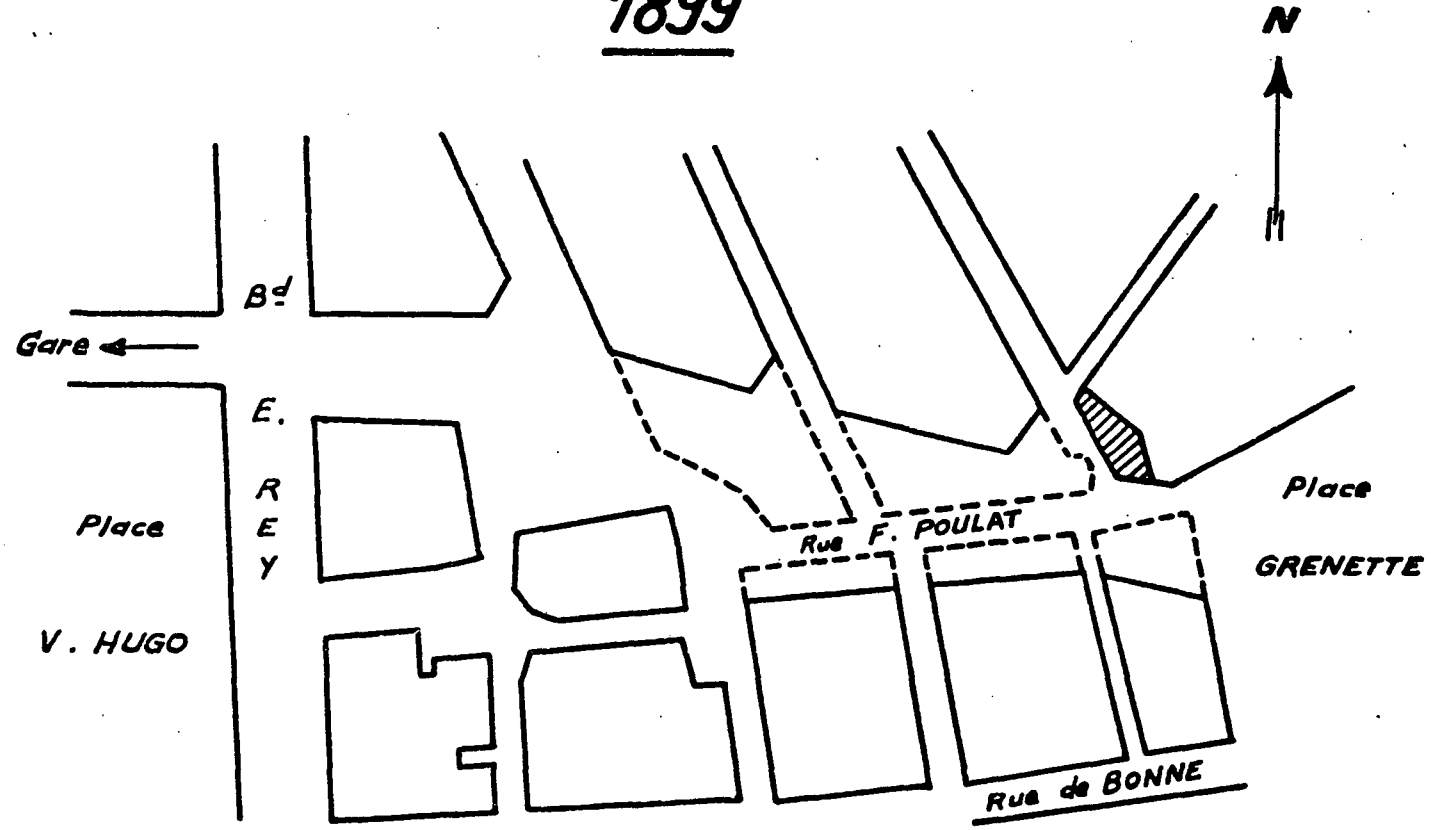 1899
N
Bd
Gare
E.
R
E
Y
Place
V. HUGO
Rue F. POULAT
Place
GRENETTE
Rue de BONNE